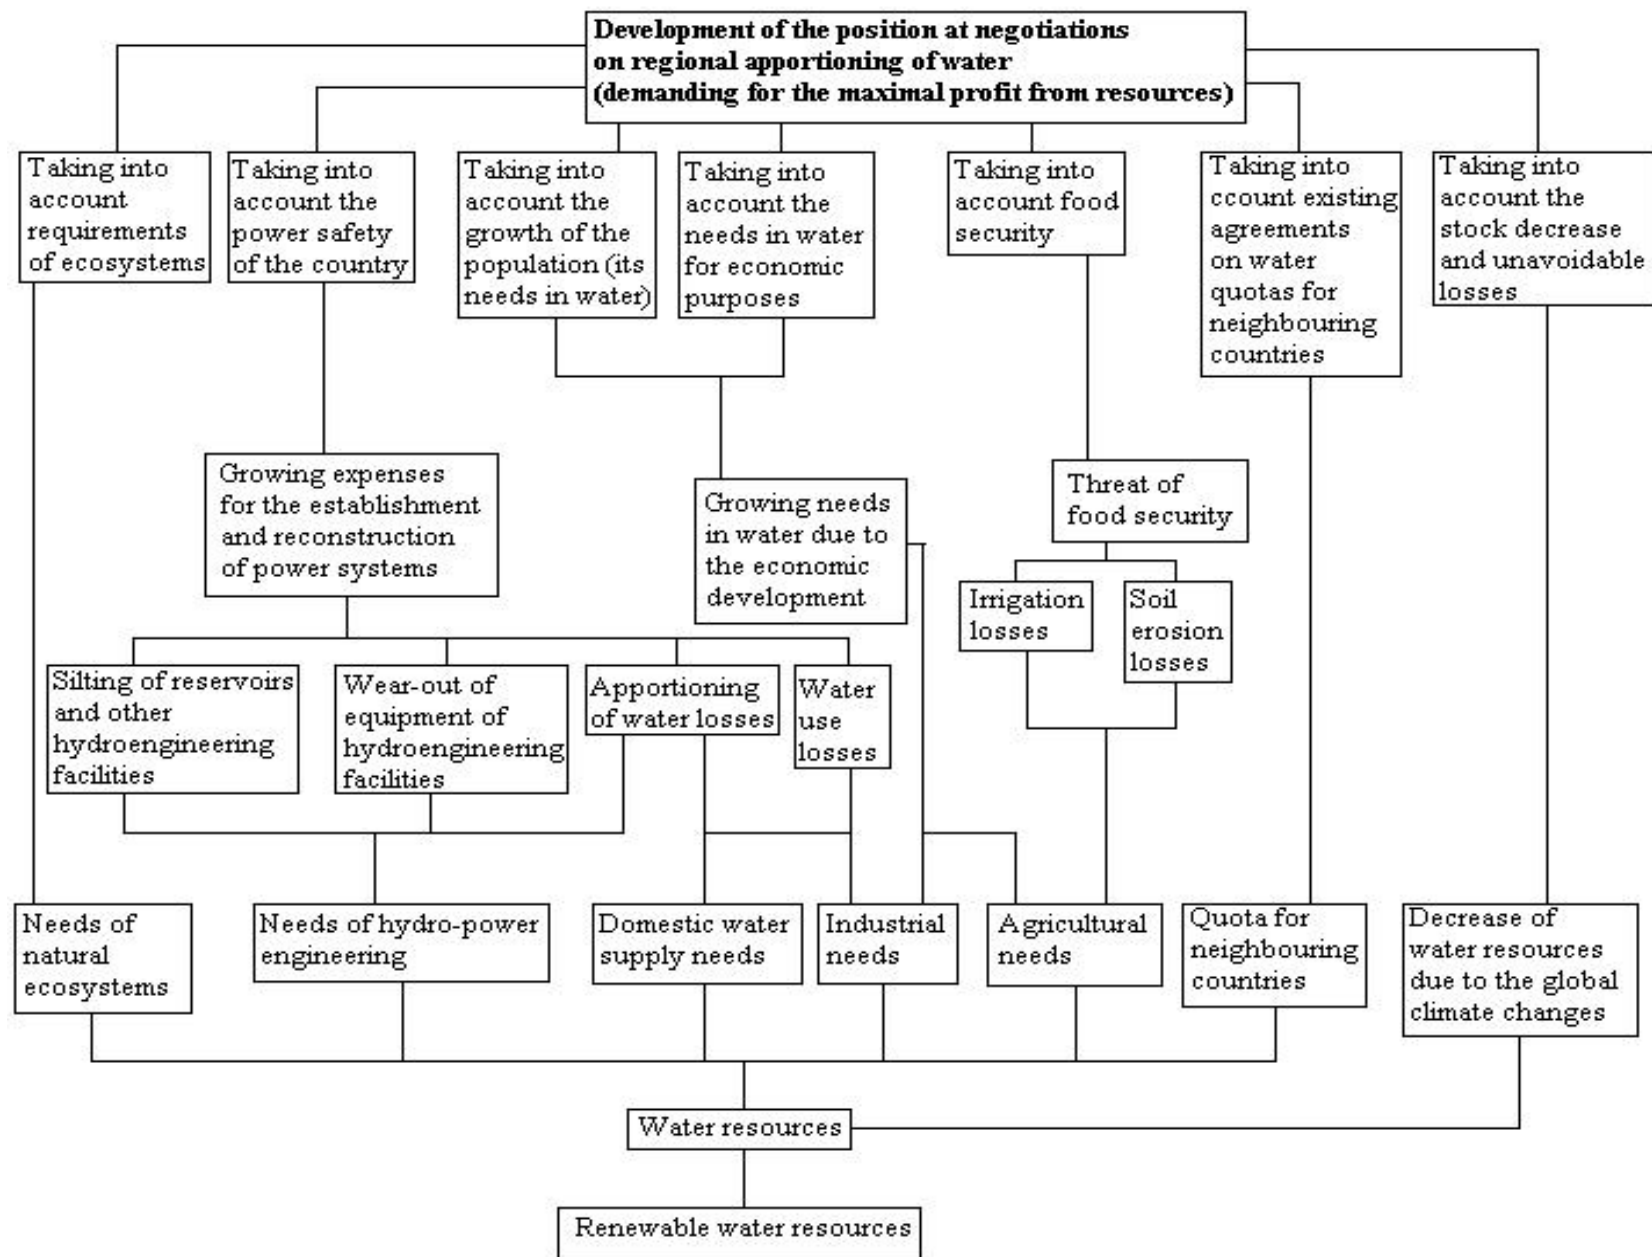 Development of the position at negotiations
on regional apportioning of water
(demanding for the maximal profit from resources)
Taking into
account
requirements
of ecosystems
Taking into
account the
power safety
of the country
Taking into
account the
growth of the
population (its
needs in water)
Taking into
account the
needs in water
for economic
purposes
Taking into
account food
security
Taking into
ccount existing
agreements
on water
quotas for
neighbouring
countries
Taking into
account the
stock decrease
and unavoidable
losses
Growing expenses
for the establishment
and reconstruction
of power systems
Growing needs
in water due to
the economic
development
Threat of
food security
Irrigation
losses
Soil
erosion
losses
Silting of reservoirs
and other
hydroengineering
facilities
Wear-out of
equipment of
hydroengineering
facilities
Apportioning
of water losses
Water
use
losses
Needs of
natural
ecosystems
Needs of hydro-power
engineering
Domestic water
supply needs
Industrial
needs
Agricultural
needs
Quota for
neighbouring
countries
Decrease of
water resources
due to the global
climate changes
Water resources
Renewable water resources